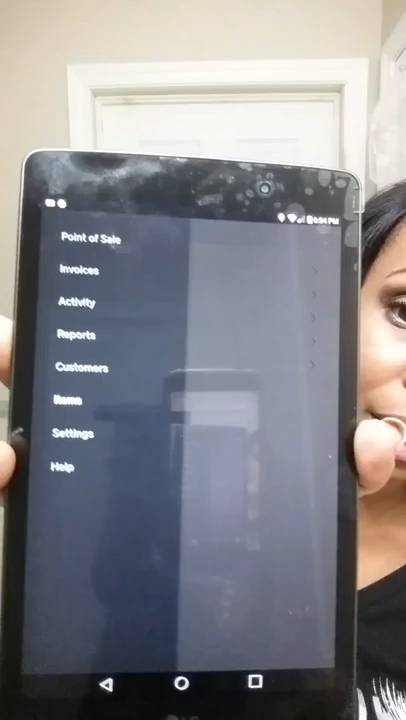 Point of Sale
Invoices
Activity
Reports
Customers
Items
Settings
Help